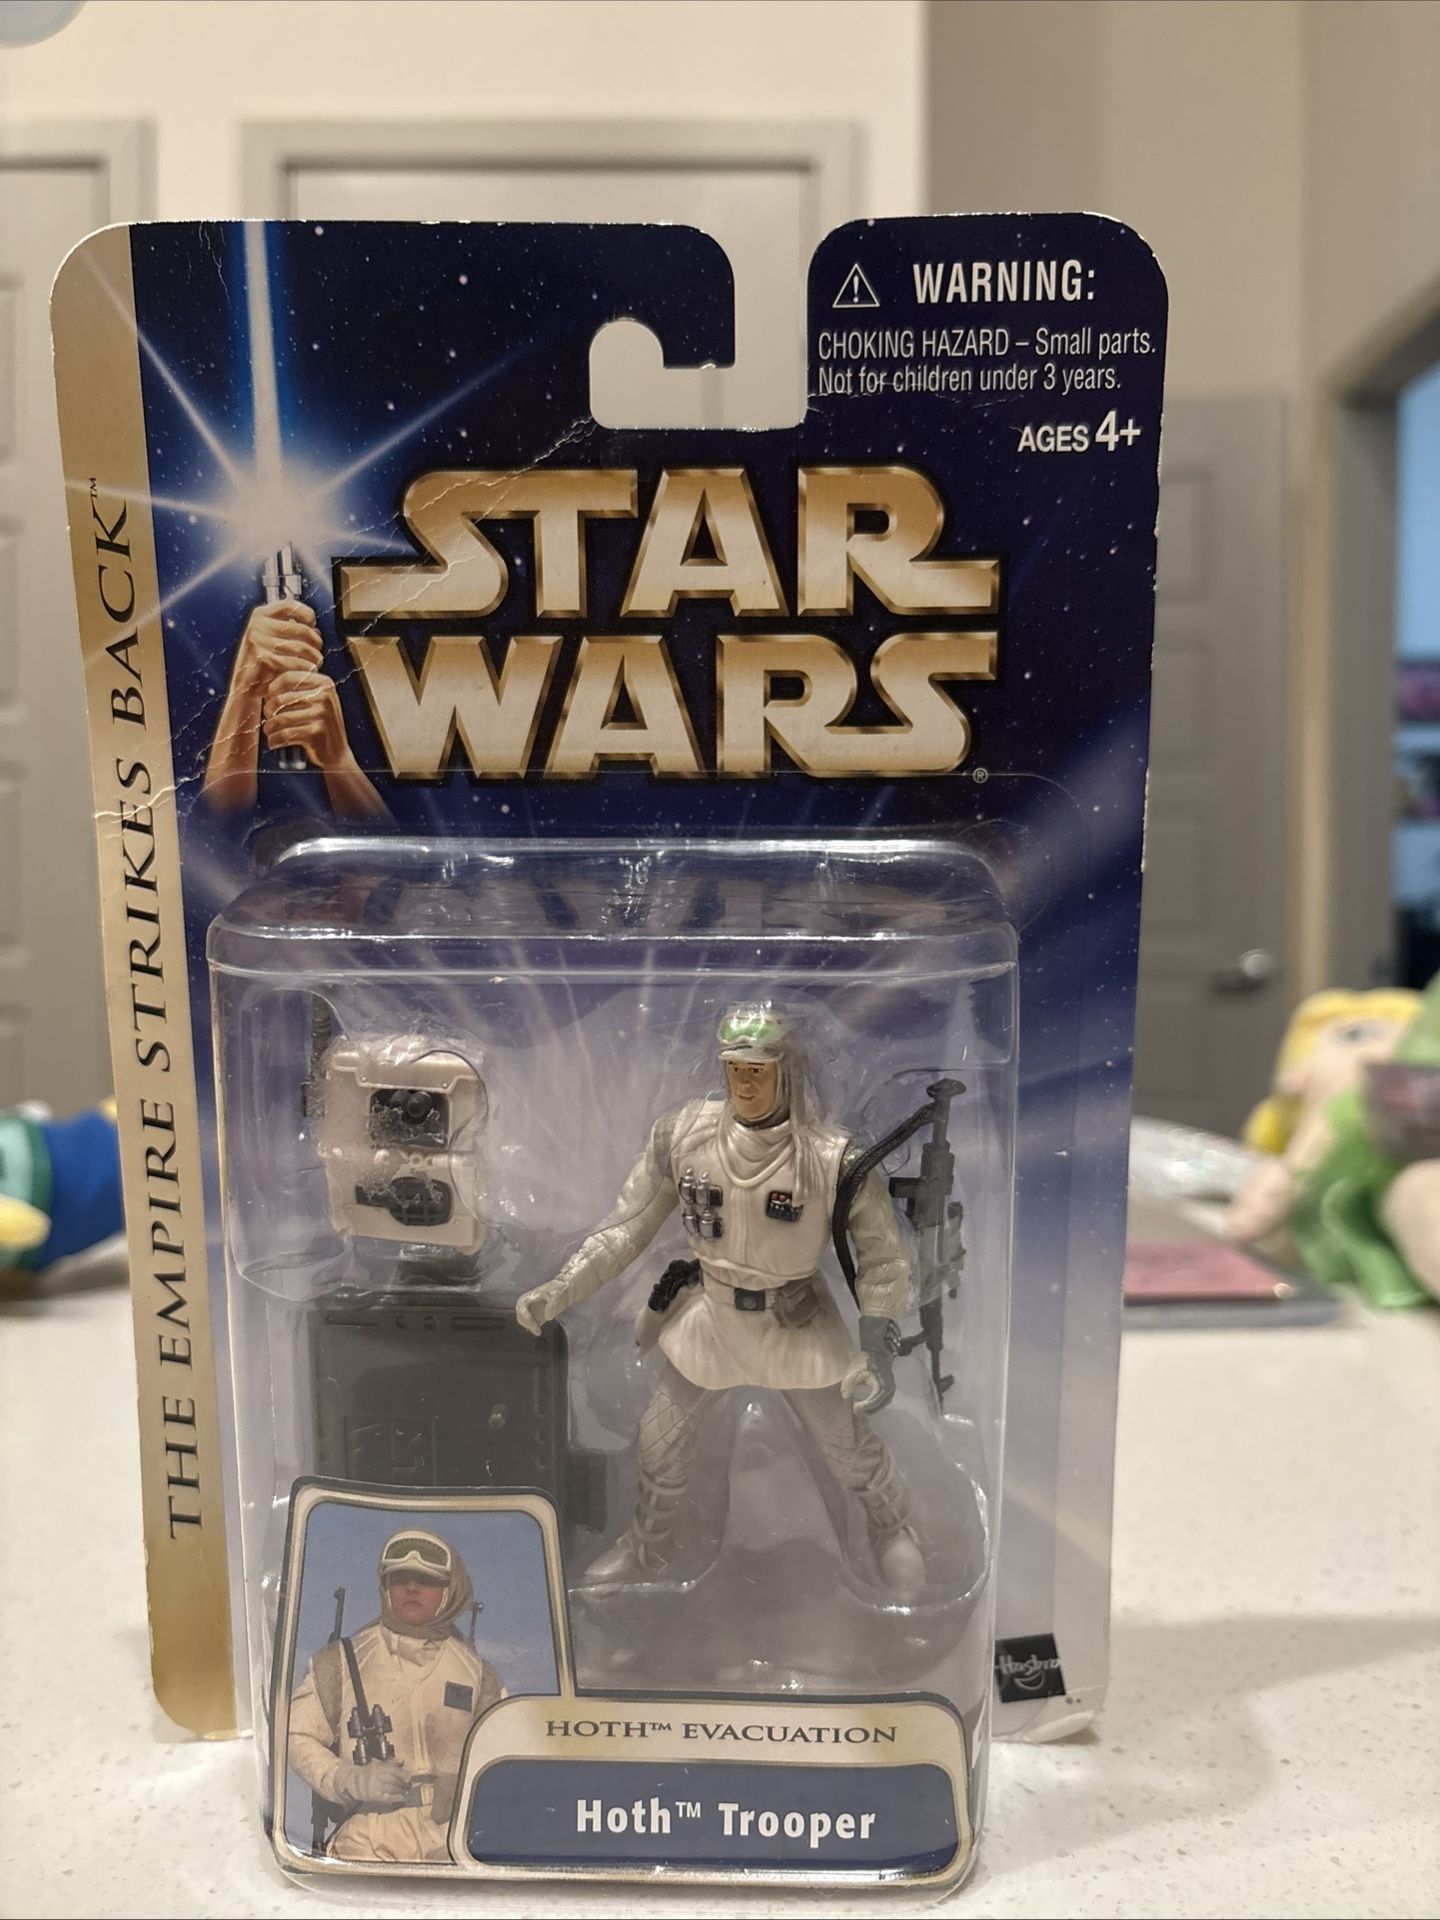 WARNING:
CHOKING HAZARD – Small parts.
Not for children under 3 years.
AGES 4+
STAR
WARS®
THE EMPIRE STRIKES BACK™
HOTH™ EVACUATION
Hoth™ Trooper
Hasbro